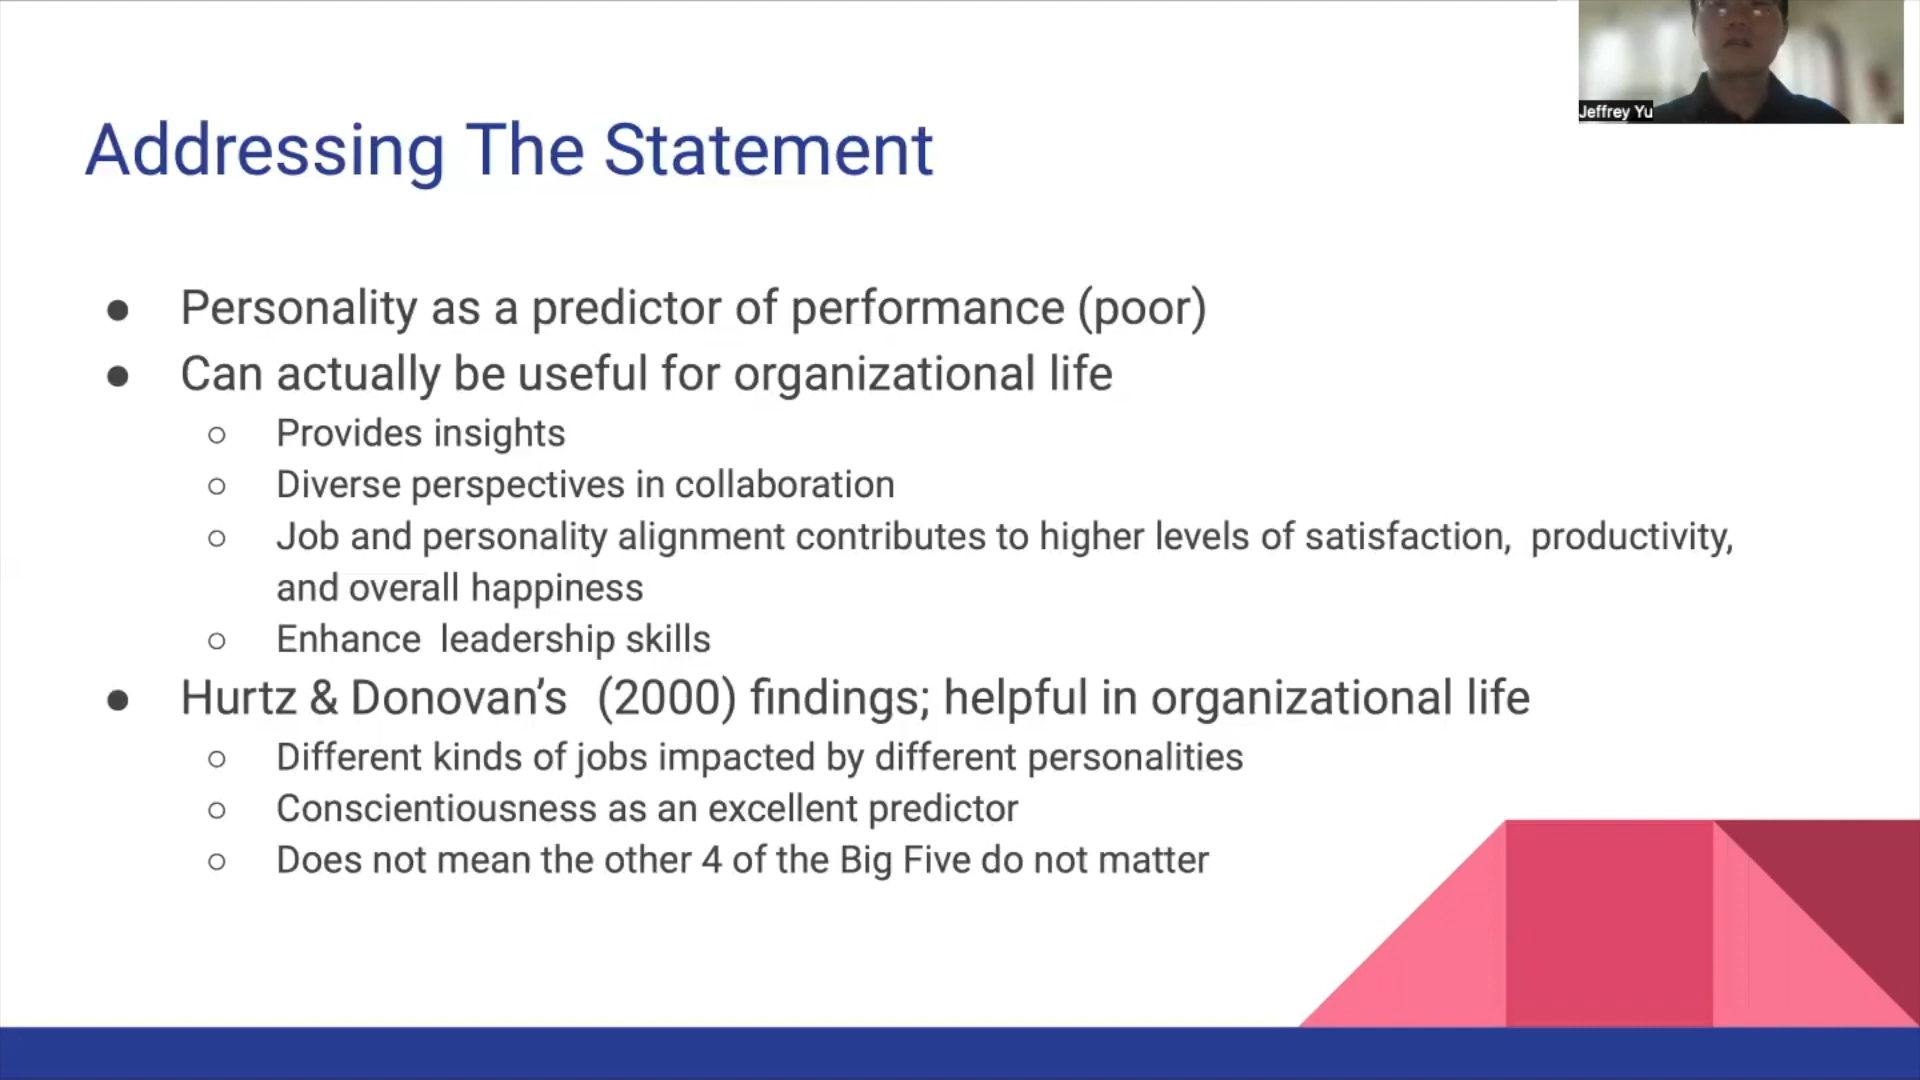 Jeffrey Yu
Addressing The Statement
● Personality as a predictor of performance (poor)
● Can actually be useful for organizational life
○ Provides insights
○ Diverse perspectives in collaboration
○ Job and personality alignment contributes to higher levels of satisfaction, productivity,
and overall happiness
○ Enhance leadership skills
● Hurtz & Donovan’s (2000) findings; helpful in organizational life
○ Different kinds of jobs impacted by different personalities
○ Conscientiousness as an excellent predictor
○ Does not mean the other 4 of the Big Five do not matter